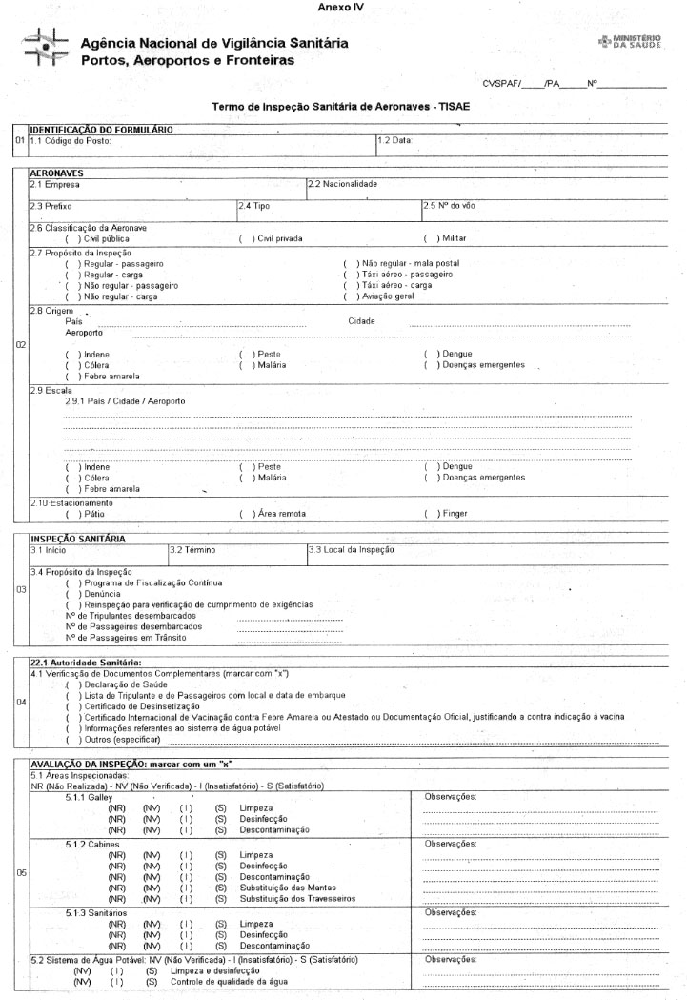 Anexo IV
Agência Nacional de Vigilância Sanitária
Portos, Aeroportos e Fronteiras
MINISTÉRIO
DA SAÚDE
CVSPAF/_____/PA______Nº_______________
Termo de Inspeção Sanitária de Aeronaves - TISAE
IDENTIFICAÇÃO DO FORMULÁRIO
01 1.1 Código do Posto: 1.2 Data:
AERONAVES
2.1 Empresa 2.2 Nacionalidade
2.3 Prefixo 2.4 Tipo 2.5 Nº do vôo
2.6 Classificação da Aeronave
( ) Civil pública ( ) Civil privada ( ) Militar
2.7 Propósito da Inspeção
( ) Regular - passageiro ( ) Não regular - mala postal
( ) Regular - carga ( ) Táxi aéreo - passageiro
( ) Não regular - passageiro ( ) Táxi aéreo - carga
( ) Não regular - carga ( ) Aviação geral
2.8 Origem
País Cidade
Aeroporto
02
( ) Indene ( ) Peste ( ) Dengue
( ) Cólera ( ) Malária ( ) Doenças emergentes
( ) Febre amarela
2.9 Escala
2.9.1 País / Cidade / Aeroporto
( ) Indene ( ) Peste ( ) Dengue
( ) Cólera ( ) Malária ( ) Doenças emergentes
( ) Febre amarela
2.10 Estacionamento
( ) Pátio ( ) Área remota ( ) Finger
INSPEÇÃO SANITÁRIA
3.1 Início 3.2 Término 3.3 Local da Inspeção
3.4 Propósito da Inspeção
( ) Programa de Fiscalização Contínua
03 ( ) Denúncia
( ) Reinspeção para verificação de cumprimento de exigências
Nº de Tripulantes desembarcados
Nº de Passageiros desembarcados
Nº de Passageiros em Trânsito
22.1 Autoridade Sanitária:
4.1 Verificação de Documentos Complementares (marcar com "x")
( ) Declaração de Saúde
( ) Lista de Tripulante e de Passageiros com local e data de embarque
04 ( ) Certificado de Desinsetização
( ) Certificado Internacional de Vacinação contra Febre Amarela ou Atestado ou Documentação Oficial, justificando a contra indicação à vacina
( ) Informações referentes ao sistema de água potável
( ) Outros (especificar)
AVALIAÇÃO DA INSPEÇÃO: marcar com um "x"
5.1 Áreas Inspecionadas:
NR (Não Realizada) - NV (Não Verificada) - I (Insatisfatório) - S (Satisfatório)
5.1.1 Galley Observações:
(NR) (NV) ( I ) (S) Limpeza
(NR) (NV) ( I ) (S) Desinfecção
(NR) (NV) ( I ) (S) Descontaminação
5.1.2 Cabines Observações:
(NR) (NV) ( I ) (S) Limpeza
(NR) (NV) ( I ) (S) Desinfecção
05 (NR) (NV) ( I ) (S) Descontaminação
(NR) (NV) ( I ) (S) Substituição das Mantas
(NR) (NV) ( I ) (S) Substituição dos Travesseiros
5.1.3 Sanitários Observações:
(NR) (NV) ( I ) (S) Limpeza
(NR) (NV) ( I ) (S) Desinfecção
(NR) (NV) ( I ) (S) Descontaminação
5.2 Sistema de Água Potável: NV (Não Verificada) - I (Insatisfatório) - S (Satisfatório) Observações:
(NV) ( I ) (S) Limpeza e desinfecção
(NV) ( I ) (S) Controle de qualidade da água